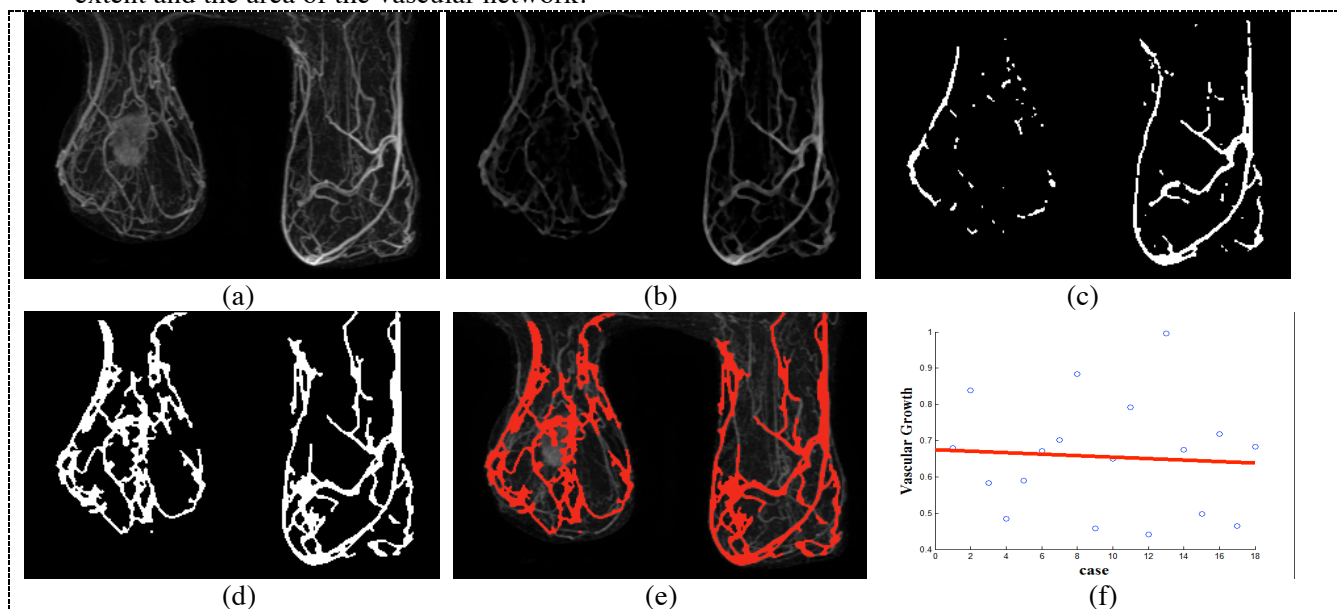 extent and the area of the vascular network.
(a) (b) (c)
(d) (e) (f)
Vascular Growth
1
0.9
0.8
0.7
0.6
0.5
0.4
0 2 4 6 8 10 12 14 16 18
case